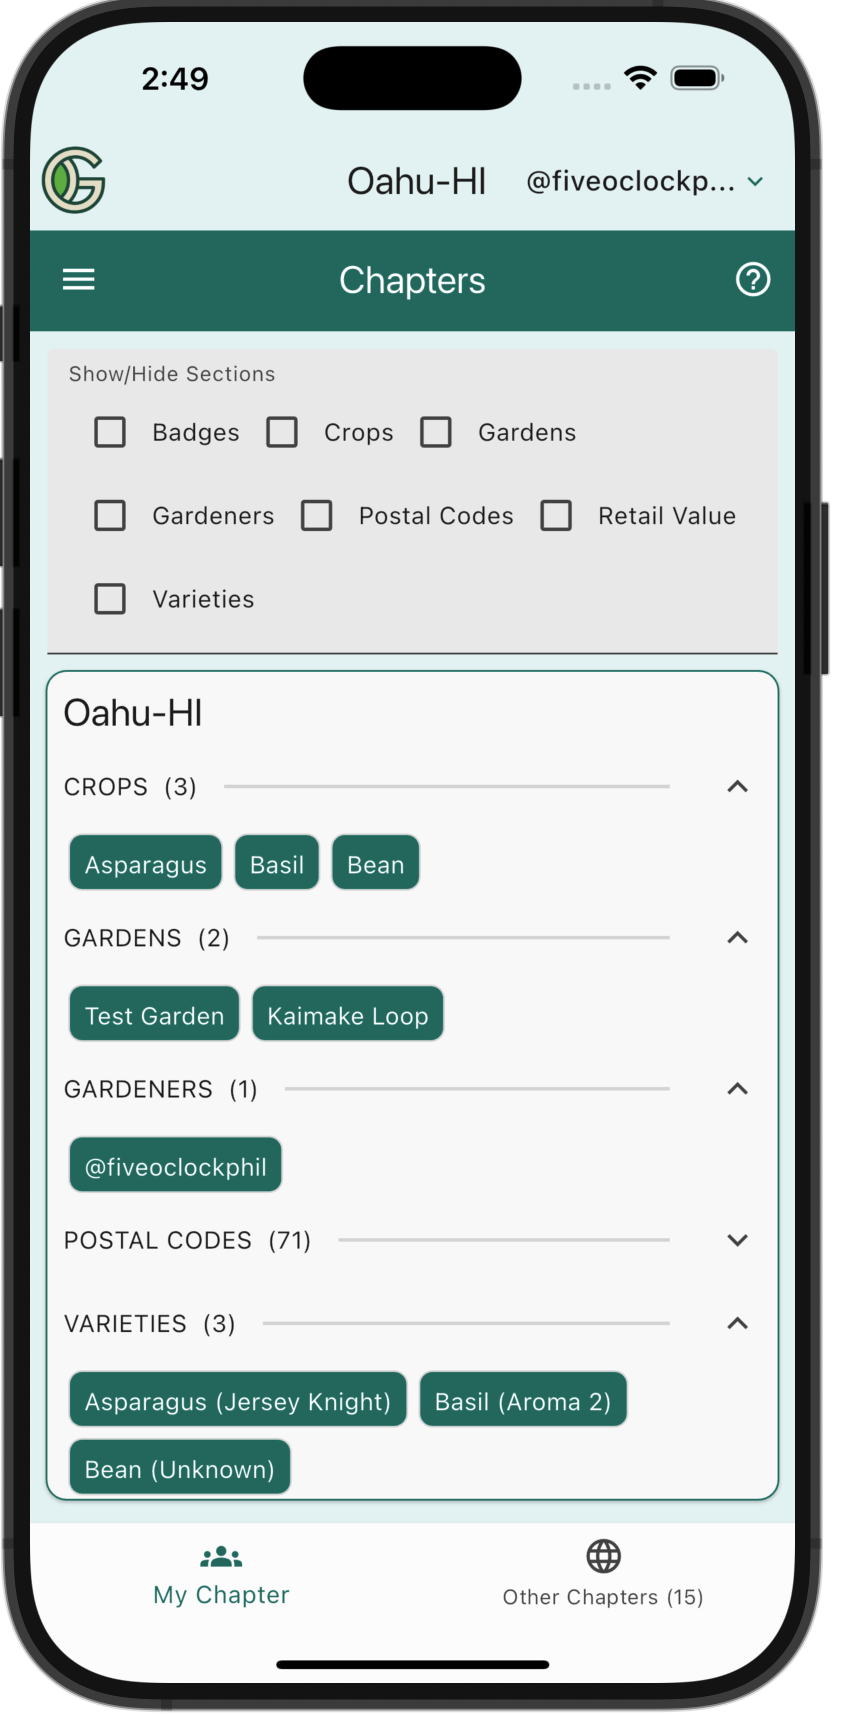 2:49
Oahu-HI @fiveoclockp...
Chapters
Show/Hide Sections
Badges Crops Gardens
Gardeners Postal Codes Retail Value
Varieties
Oahu-HI
CROPS (3)
Asparagus Basil Bean
GARDENS (2)
Test Garden Kaimake Loop
GARDENERS (1)
@fiveoclockphil
POSTAL CODES (71)
VARIETIES (3)
Asparagus (Jersey Knight) Basil (Aroma 2)
Bean (Unknown)
My Chapter Other Chapters (15)